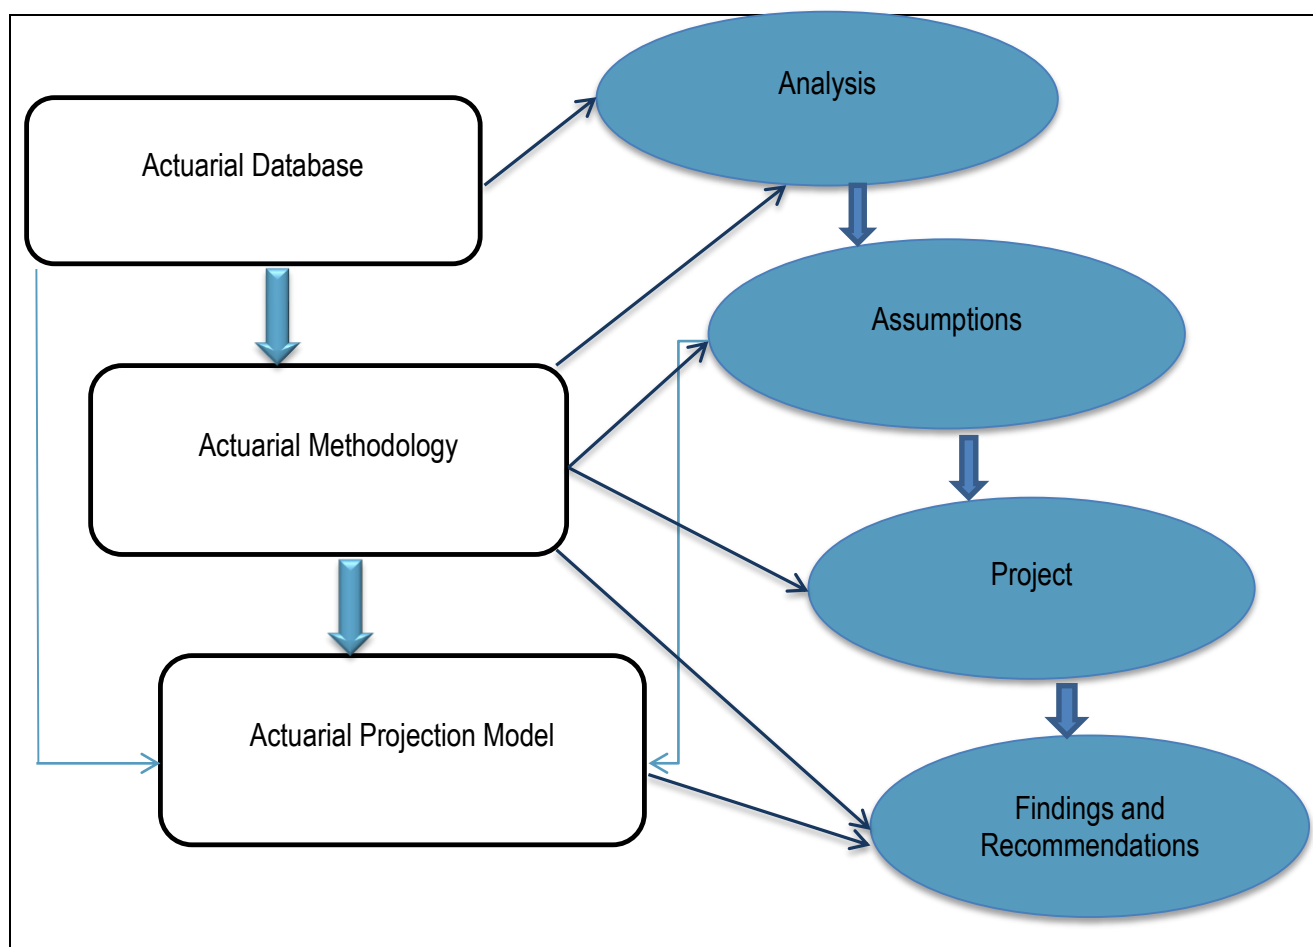 Analysis
Actuarial Database
Assumptions
Actuarial Methodology
Project
Actuarial Projection Model
Findings and
Recommendations